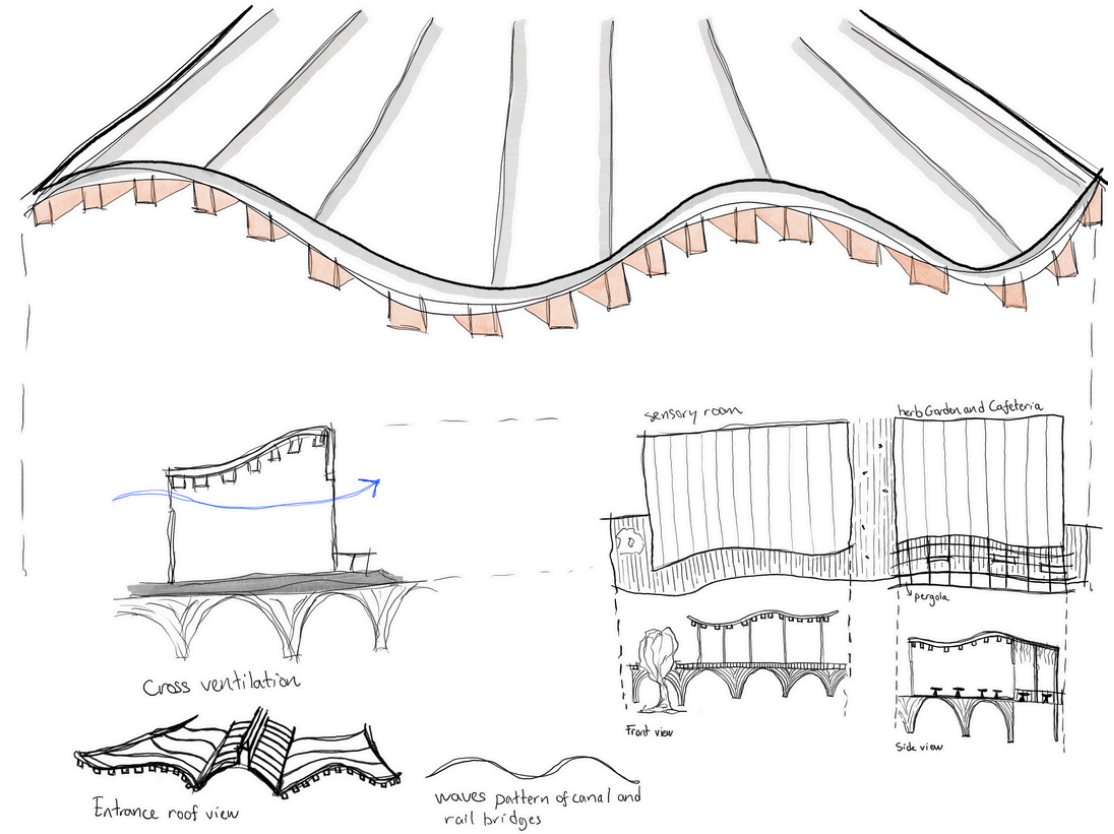 sensory room
herb Garden and Cafeteria
pergola
Cross ventilation
Front view
Side view
Entrance roof view
waves pattern of canal and
rail bridges